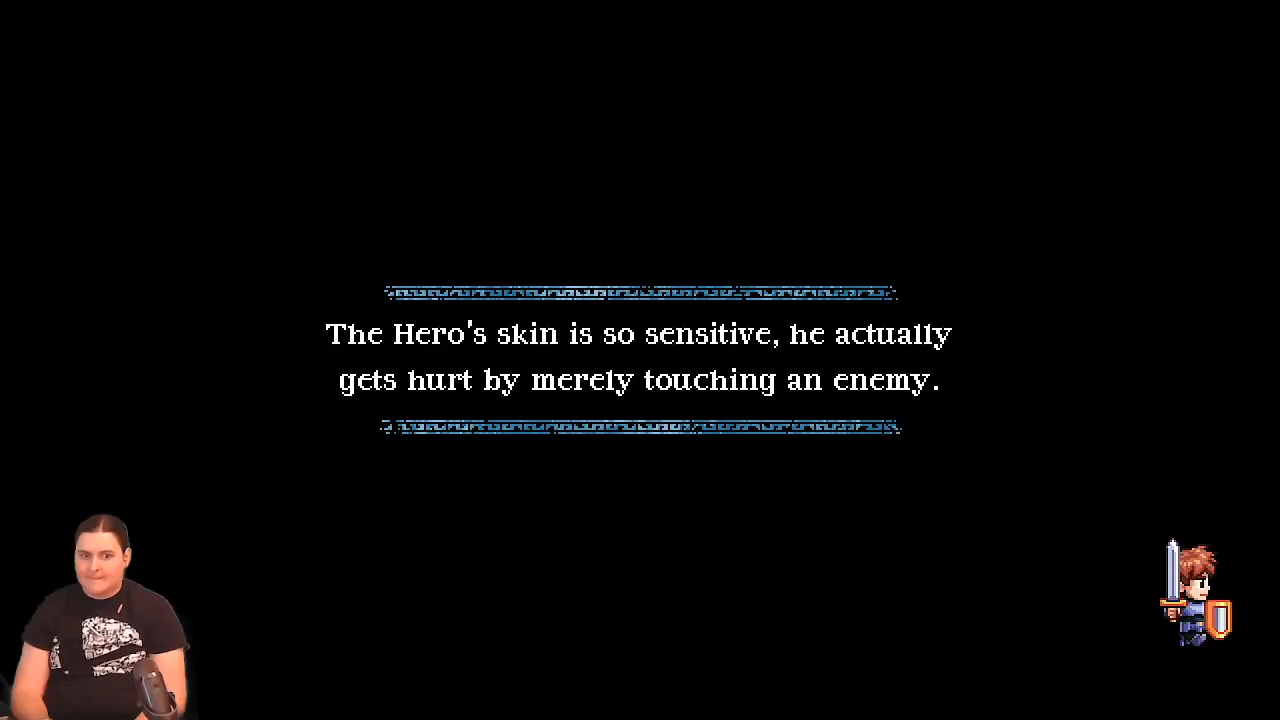 The Hero's skin is so sensitive, he actually
gets hurt by merely touching an enemy.